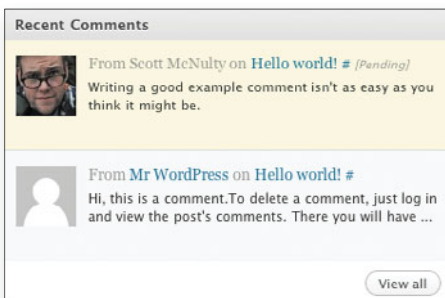 Recent Comments
From Scott McNulty on Hello world! # [Pending]
Writing a good example comment isn't as easy as you
think it might be.
From Mr WordPress on Hello world! #
Hi, this is a comment.To delete a comment, just log in
and view the post's comments. There you will have ...
View all